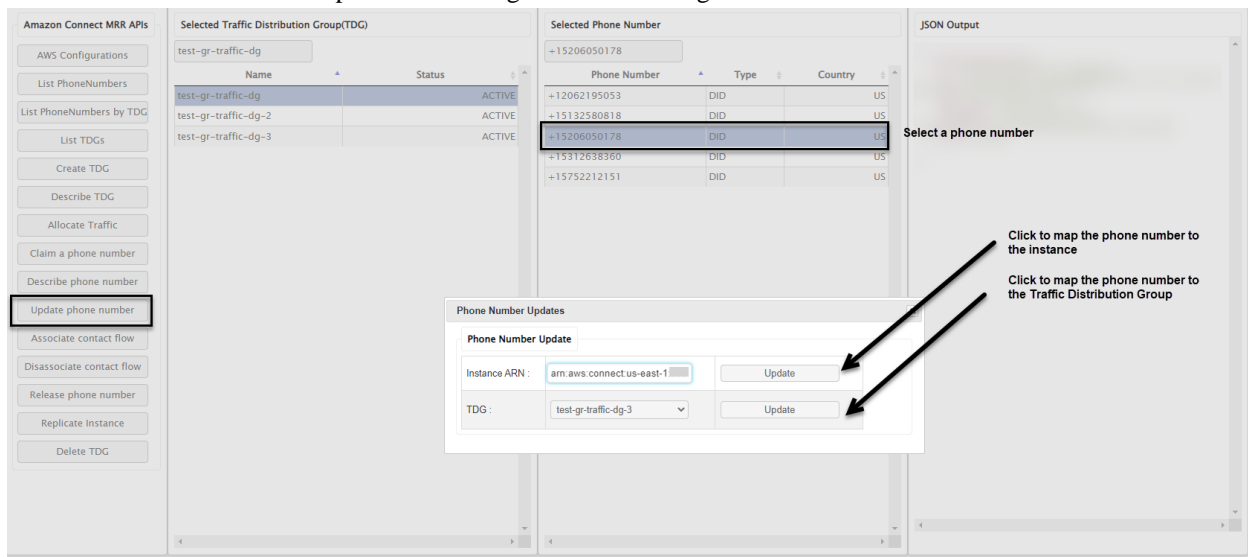 Amazon Connect MRR APIs
AWS Configurations
List PhoneNumbers
List PhoneNumbers by TDG
List TDGs
Create TDG
Describe TDG
Allocate Traffic
Claim a phone number
Describe phone number
Update phone number
Associate contact flow
Disassociate contact flow
Release phone number
Replicate Instance
Delete TDG
Selected Traffic Distribution Group(TDG)
test-gr-traffic-dg
Name Status
test-gr-traffic-dg ACTIVE
test-gr-traffic-dg-2 ACTIVE
test-gr-traffic-dg-3 ACTIVE
Selected Phone Number
+15206050178
Phone Number Type Country
+12062195053 DID US
+15132580818 DID US
+15206050178 DID US
+15312638360 DID US
+15752212151 DID US
Select a phone number
Click to map the phone number to
the instance
Click to map the phone number to
the Traffic Distribution Group
Phone Number Updates
Phone Number Update
Instance ARN : arn:aws:connect:us-east-1: Update
TDG : test-gr-traffic-dg-3 Update
JSON Output